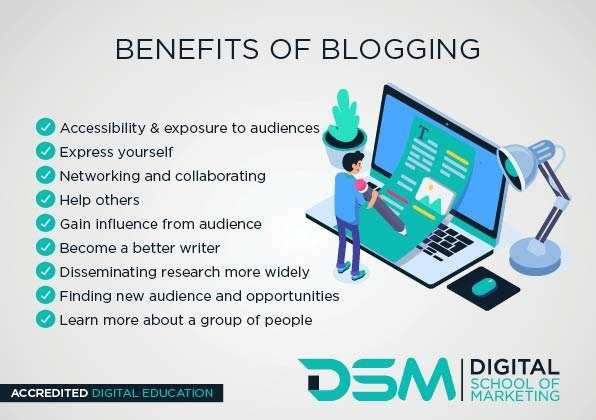 BENEFITS OF BLOGGING
Accessibility & exposure to audiences
Express yourself
Networking and collaborating
Help others
Gain influence from audience
Become a better writer
Disseminating research more widely
Finding new audience and opportunities
Learn more about a group of people
T
ACCREDITED DIGITAL EDUCATION
DSM
DIGITAL
SCHOOL OF
MARKETING